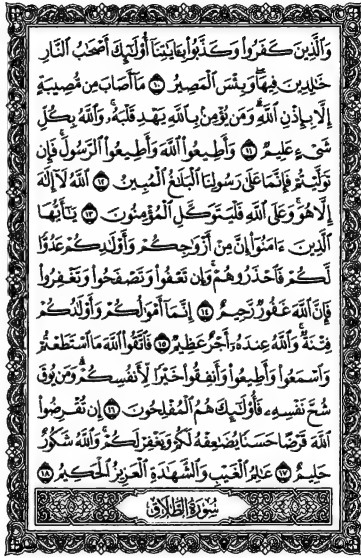 وَالَّذِينَ كَفَرُوا وَكَذَّبُوا بِآيَاتِنَا أُولَٰئِكَ أَصْحَابُ النَّارِ
خَالِدِينَ فِيهَا وَبِئْسَ الْمَصِيرُ ١٠ مَا أَصَابَ مِن مُّصِيبَةٍ
إِلَّا بِإِذْنِ اللَّهِ وَمَن يُؤْمِن بِاللَّهِ يَهْدِ قَلْبَهُ وَاللَّهُ بِكُلِّ
شَيْءٍ عَلِيمٌ ١١ وَأَطِيعُوا اللَّهَ وَأَطِيعُوا الرَّسُولَ فَإِن
تَوَلَّيْتُمْ فَإِنَّمَا عَلَىٰ رَسُولِنَا الْبَلَاغُ الْمُبِينُ ١٢ اللَّهُ لَا إِلَٰهَ
إِلَّا هُوَ وَعَلَى اللَّهِ فَلْيَتَوَكَّلِ الْمُؤْمِنُونَ ١٣ يَا أَيُّهَا
الَّذِينَ آمَنُوا إِنَّ مِنْ أَزْوَاجِكُمْ وَأَوْلَادِكُمْ عَدُوًّا
لَّكُمْ فَاحْذَرُوهُمْ وَإِن تَعْفُوا وَتَصْفَحُوا وَتَغْفِرُوا
فَإِنَّ اللَّهَ غَفُورٌ رَّحِيمٌ ١٤ إِنَّمَا أَمْوَالُكُمْ وَأَوْلَادُكُمْ
فِتْنَةٌ وَاللَّهُ عِندَهُ أَجْرٌ عَظِيمٌ ١٥ فَاتَّقُوا اللَّهَ مَا اسْتَطَعْتُمْ
وَاسْمَعُوا وَأَطِيعُوا وَأَنفِقُوا خَيْرًا لِّأَنفُسِكُمْ وَمَن يُوقَ
شُحَّ نَفْسِهِ فَأُولَٰئِكَ هُمُ الْمُفْلِحُونَ ١٦ إِن تُقْرِضُوا
اللَّهَ قَرْضًا حَسَنًا يُضَاعِفْهُ لَكُمْ وَيَغْفِرْ لَكُمْ وَاللَّهُ شَكُورٌ
حَلِيمٌ ١٧ عَالِمُ الْغَيْبِ وَالشَّهَادَةِ الْعَزِيزُ الْحَكِيمُ ١٨
سُورَةُ الطَّلَاقِ